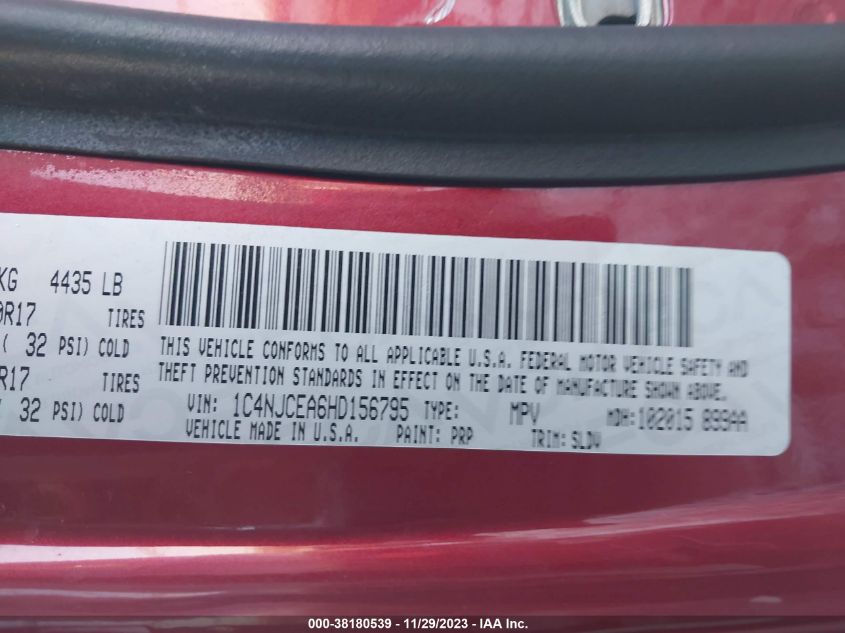 KG 4435 LB
0R17 TIRES
( 32 PSI) COLD
R17 TIRES
32 PSI) COLD
THIS VEHICLE CONFORMS TO ALL APPLICABLE U.S.A. FEDERAL MOTOR VEHICLE SAFETY AND
THEFT PREVENTION STANDARDS IN EFFECT ON THE DATE OF MANUFACTURE SHOWN ABOVE.
VIN: 1C4NJCEA6HD156795 TYPE: MPV MDH:102015 899AA
VEHICLE MADE IN U.S.A. PAINT: PRP TRIM: SLDV
000-38180539 - 11/29/2023 - IAA Inc.